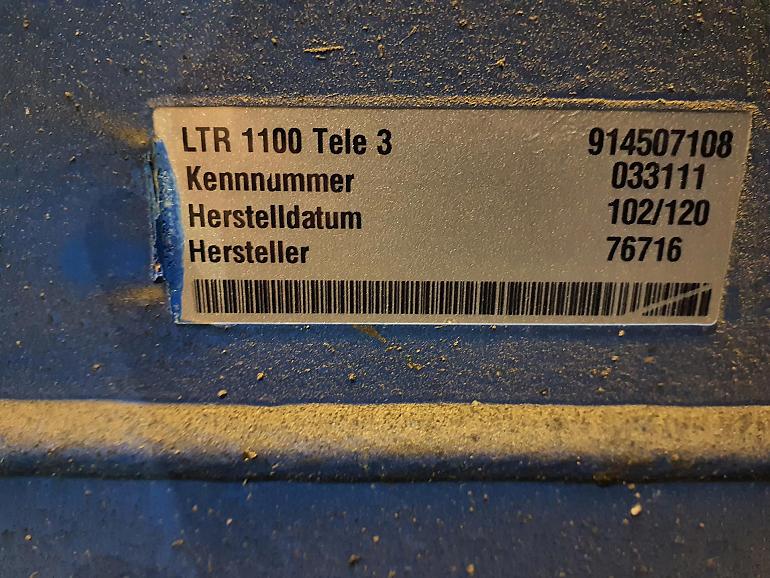 LTR 1100 Tele 3 914507108
Kennnummer 033111
Herstelldatum 102/120
Hersteller 76716